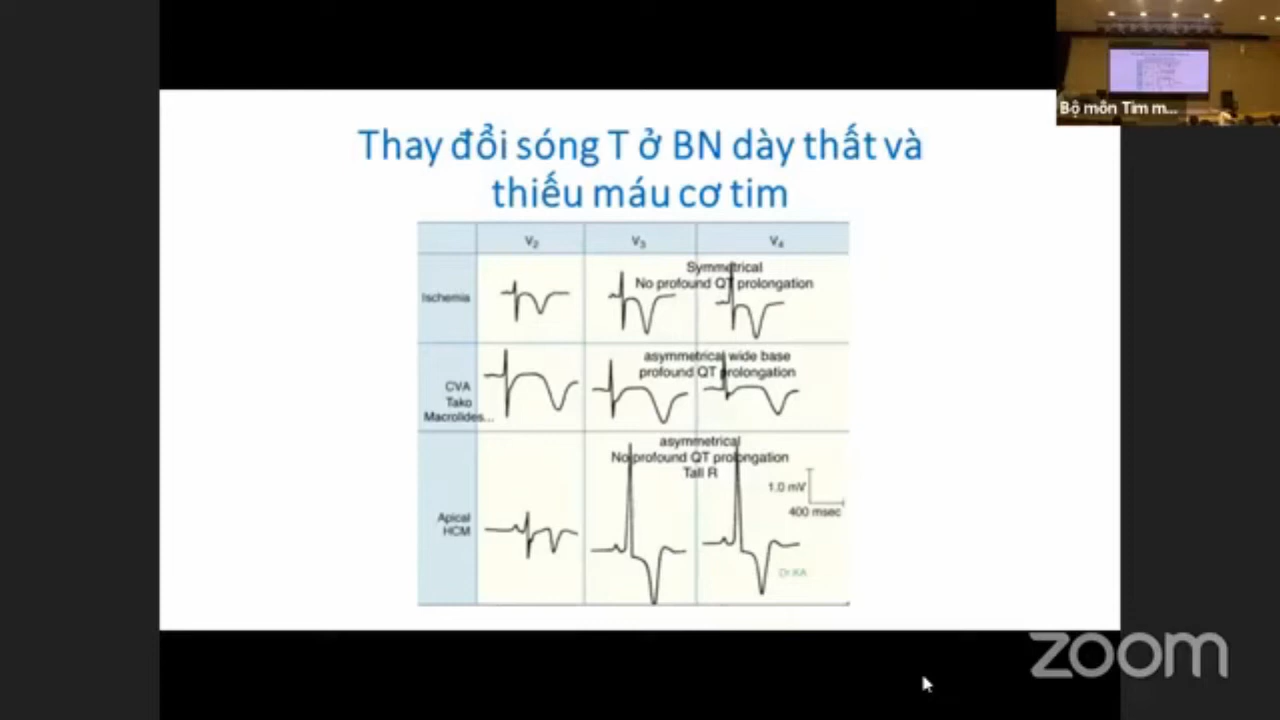 Bộ môn Tim m...
Thay đổi sóng T ở BN dày thất và
thiếu máu cơ tim
V2
V3
V4
Ischemia
Symmetrical
No profound QT prolongation
CVA
Tako
Macrolides...
asymmetrical wide base
profound QT prolongation
Apical
HCM
asymmetrical
No profound QT prolongation
Tall R
1.0 mV
400 msec
Dr.KA
zoom